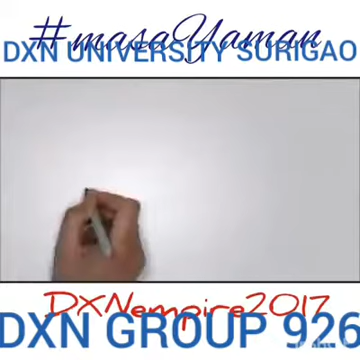 #masaYaman
DXN UNIVERSITY SURIGAO
DXNempire2017
DXN GROUP 926